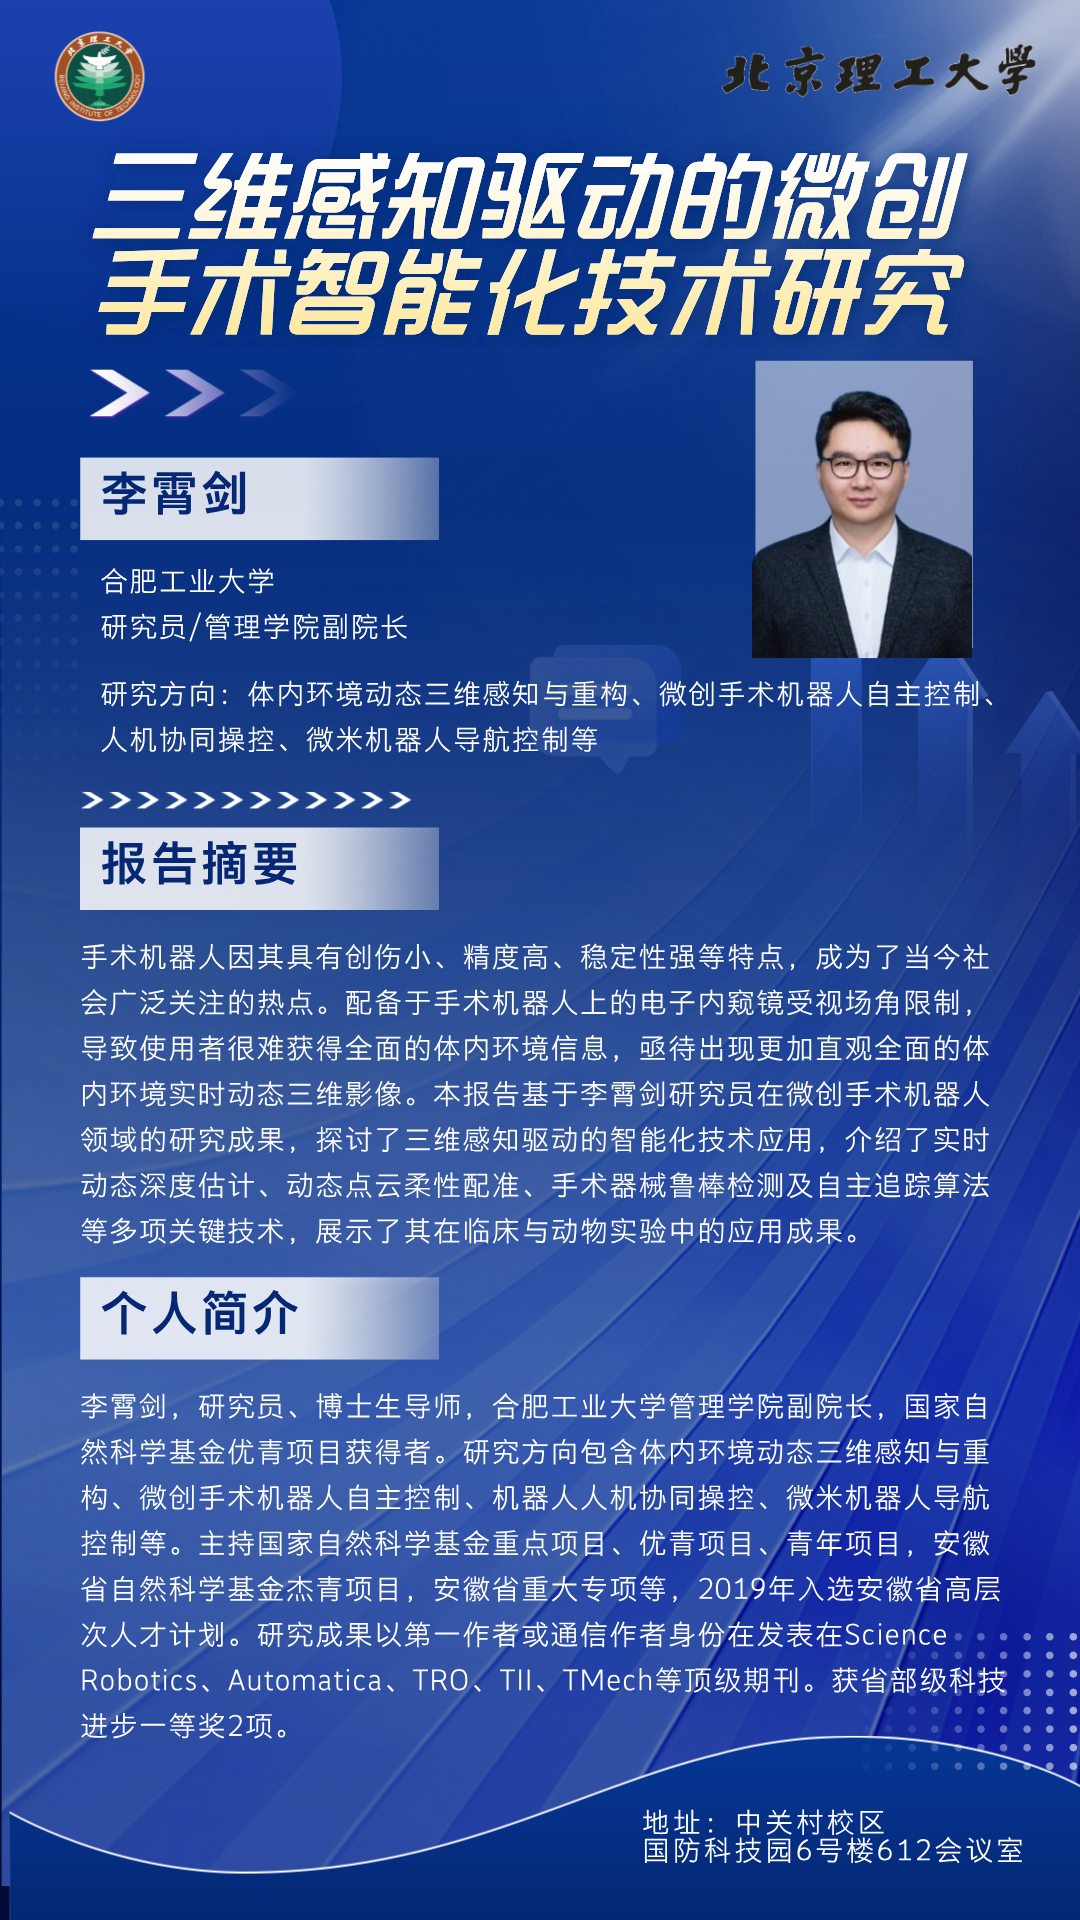 北京理工大学
BEIJING INSTITUTE OF TECHNOLOGY
1940
北京理工大學
三维感知驱动的微创
手术智能化技术研究
李霄剑
合肥工业大学
研究员/管理学院副院长
研究方向：体内环境动态三维感知与重构、微创手术机器人自主控制、
人机协同操控、微米机器人导航控制等
报告摘要
手术机器人因其具有创伤小、精度高、稳定性强等特点，成为了当今社
会广泛关注的热点。配备于手术机器人上的电子内窥镜受视场角限制，
导致使用者很难获得全面的体内环境信息，亟待出现更加直观全面的体
内环境实时动态三维影像。本报告基于李霄剑研究员在微创手术机器人
领域的研究成果，探讨了三维感知驱动的智能化技术应用，介绍了实时
动态深度估计、动态点云柔性配准、手术器械鲁棒检测及自主追踪算法
等多项关键技术，展示了其在临床与动物实验中的应用成果。
个人简介
李霄剑，研究员、博士生导师，合肥工业大学管理学院副院长，国家自
然科学基金优青项目获得者。研究方向包含体内环境动态三维感知与重
构、微创手术机器人自主控制、机器人人机协同操控、微米机器人导航
控制等。主持国家自然科学基金重点项目、优青项目、青年项目，安徽
省自然科学基金杰青项目，安徽省重大专项等，2019年入选安徽省高层
次人才计划。研究成果以第一作者或通信作者身份在发表在Science
Robotics、Automatica、TRO、TII、TMech等顶级期刊。获省部级科技
进步一等奖2项。
地址：中关村校区
国防科技园6号楼612会议室